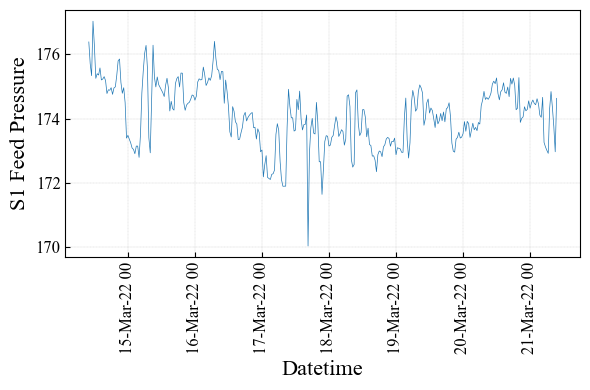 176
174
172
170
S1 Feed Pressure
15-Mar-22 00
16-Mar-22 00
17-Mar-22 00
18-Mar-22 00
19-Mar-22 00
20-Mar-22 00
21-Mar-22 00
Datetime